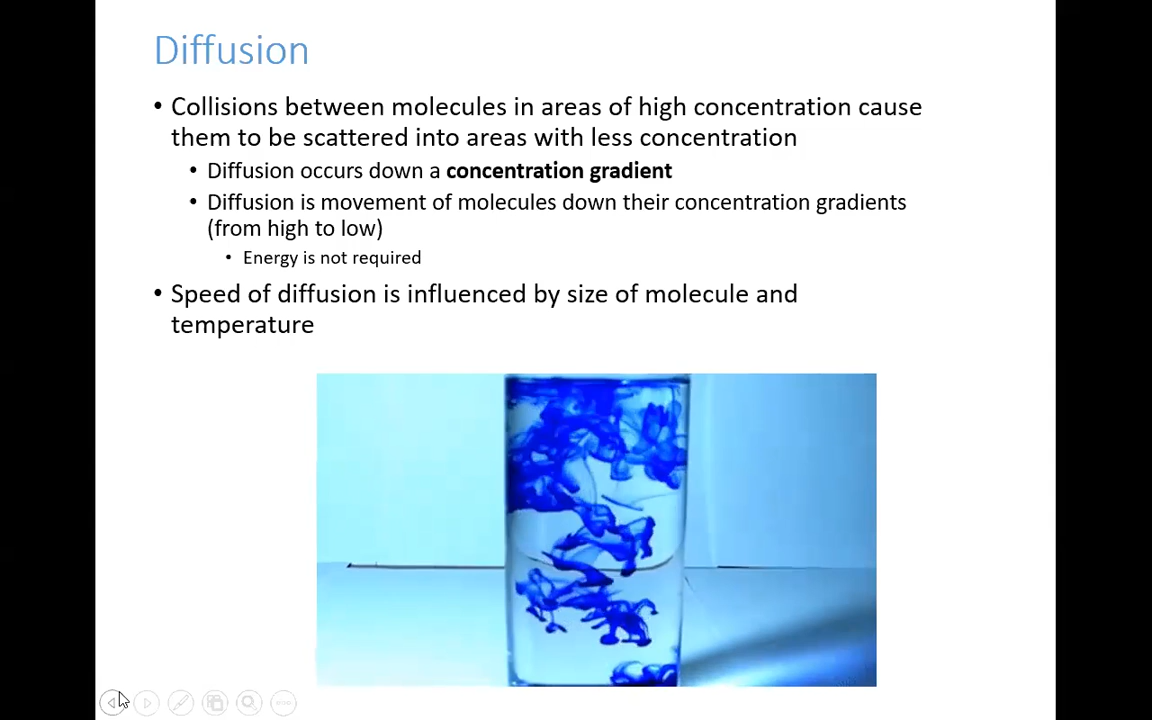 Diffusion
• Collisions between molecules in areas of high concentration cause
them to be scattered into areas with less concentration
• Diffusion occurs down a concentration gradient
• Diffusion is movement of molecules down their concentration gradients
(from high to low)
• Energy is not required
• Speed of diffusion is influenced by size of molecule and
temperature